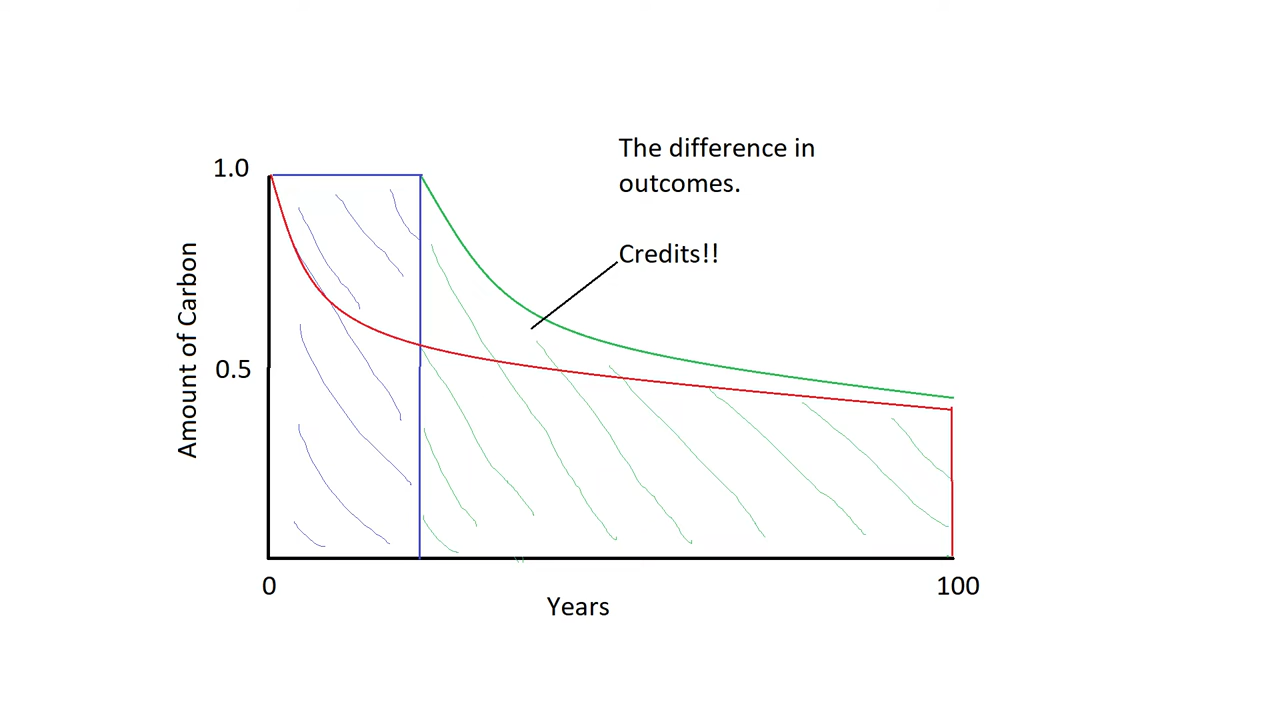 The difference in
outcomes.
Credits!!
1.0
0.5
Amount of Carbon
0
100
Years